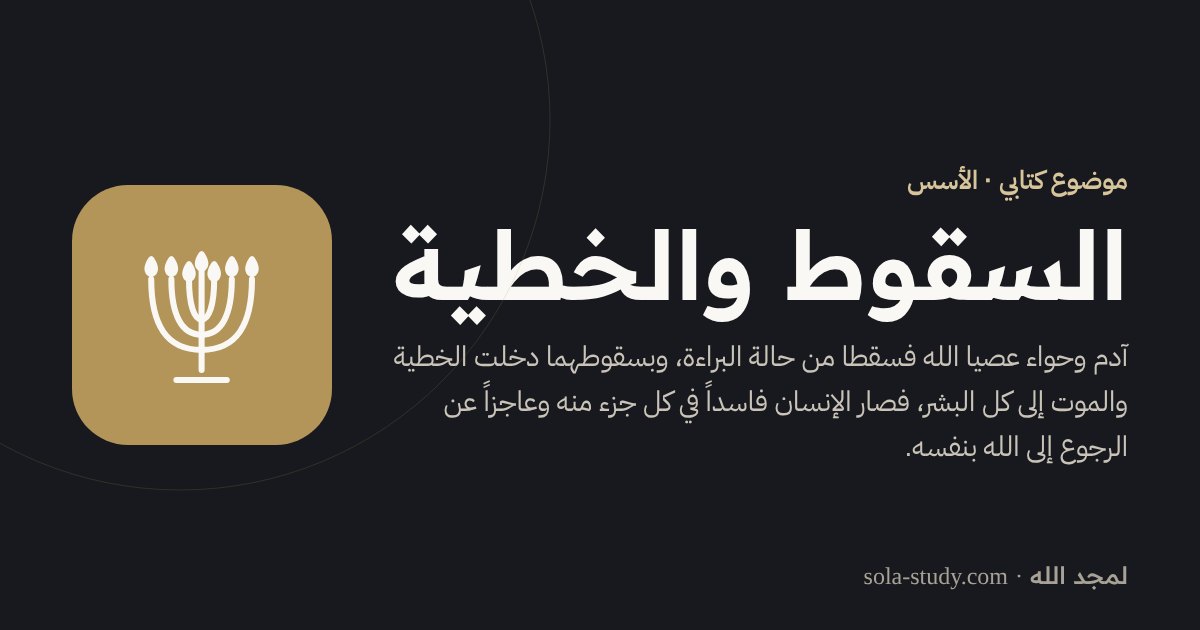 موضوع كتابي · الأسس
السقوط والخطية
آدم وحواء عصيا الله فسقطا من حالة البراءة، وبسقوطهما دخلت الخطية
والموت إلى كل البشر، فصار الإنسان فاسداً في كل جزء منه وعاجزاً عن
الرجوع إلى الله بنفسه.
لمجد الله · sola-study.com